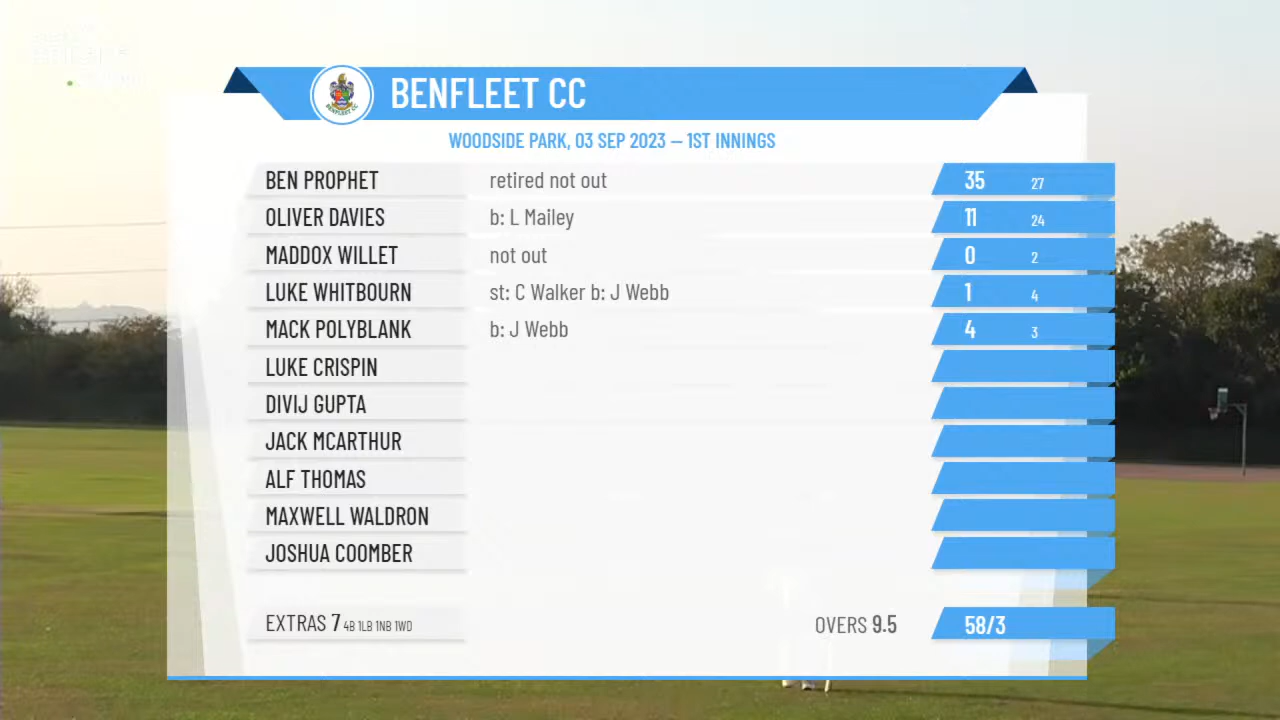 BENFLEET CC
WOODSIDE PARK, 03 SEP 2023 – 1ST INNINGS
BEN PROPHET retired not out 35 27
OLIVER DAVIES b: L Mailey 11 24
MADDOX WILLET not out 0 2
LUKE WHITBOURN st: C Walker b: J Webb 1 4
MACK POLYBLANK b: J Webb 4 3
LUKE CRISPIN
DIVIJ GUPTA
JACK MCARTHUR
ALF THOMAS
MAXWELL WALDRON
JOSHUA COOMBER
EXTRAS 7 4B 1LB 1NB 1WD OVERS 9.5 58/3